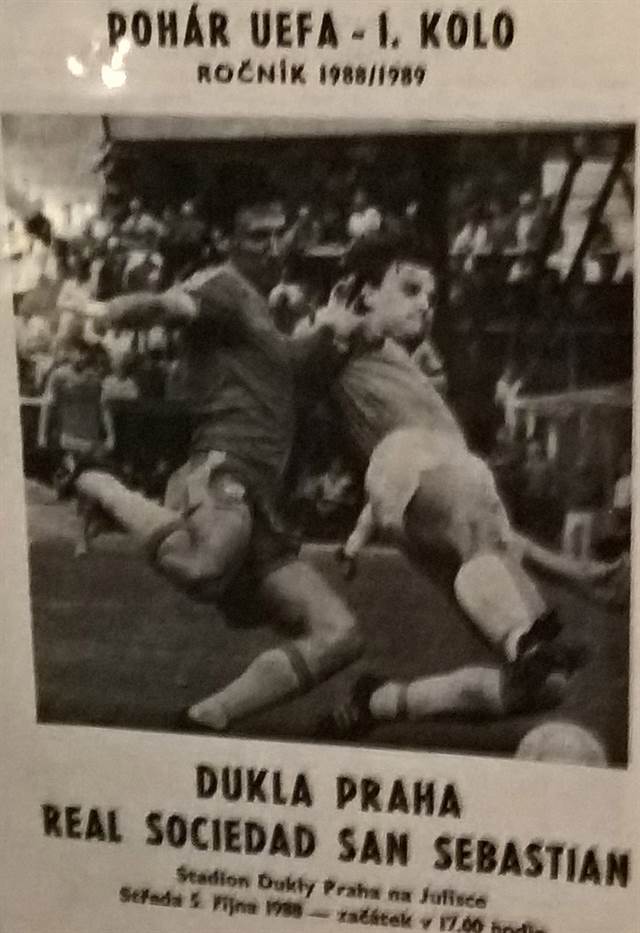 POHÁR UEFA - I. KOLO
ROČNÍK 1988/1989
DUKLA PRAHA
REAL SOCIEDAD SAN SEBASTIAN
Stadion Dukly Praha na Julisce
Středa 5. října 1988 — začátek v 17.00 hodin